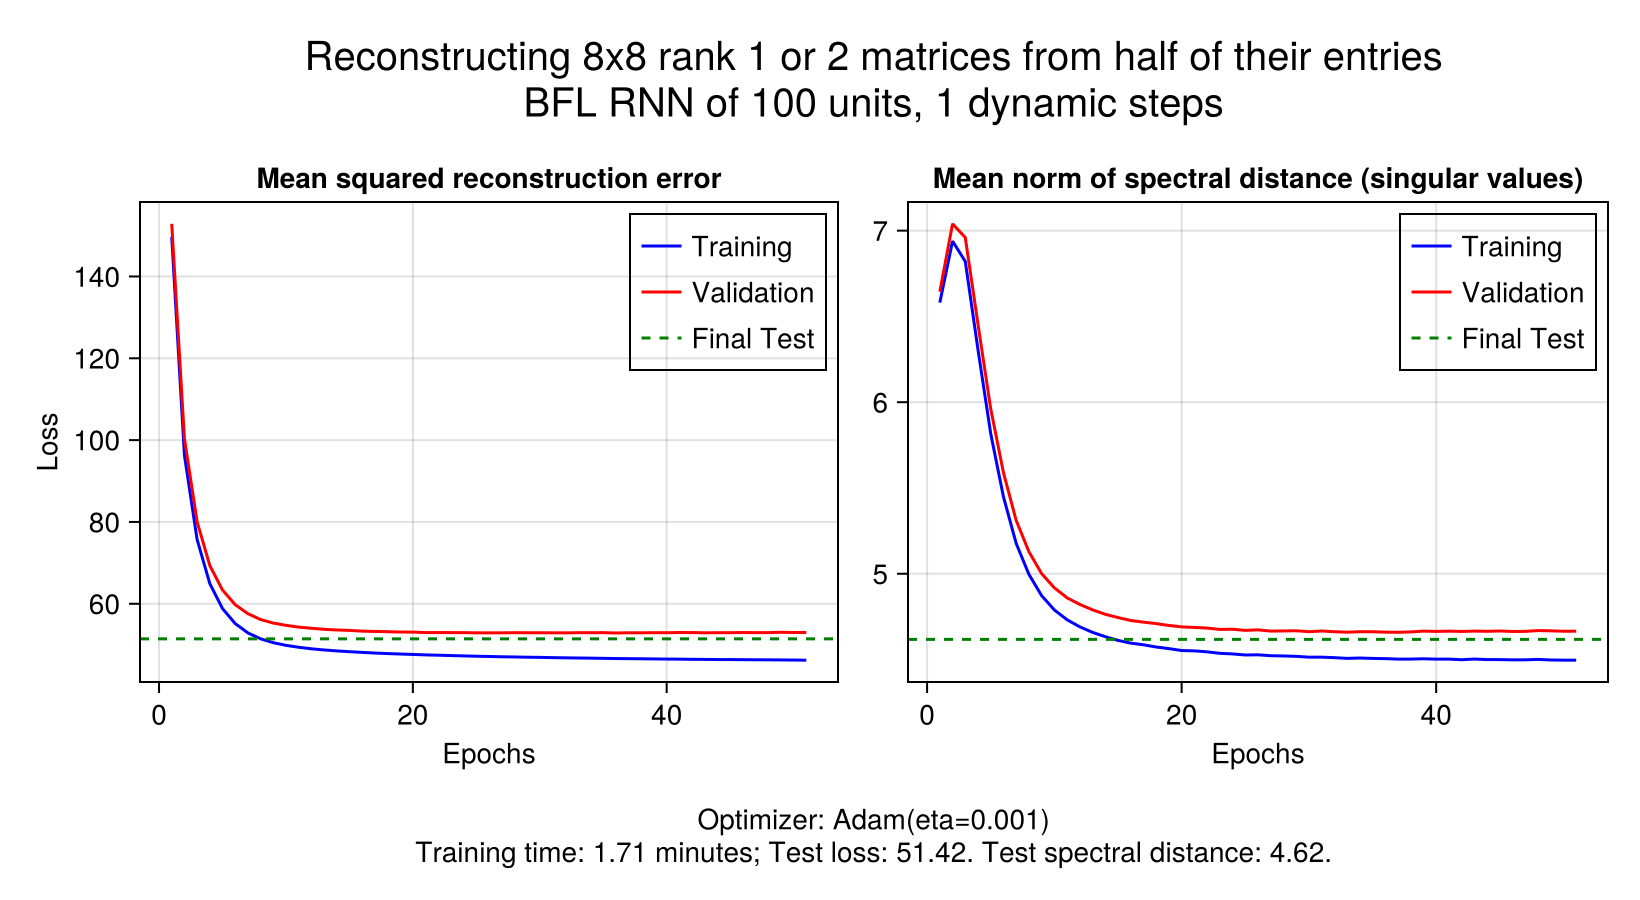 Reconstructing 8x8 rank 1 or 2 matrices from half of their entries
BFL RNN of 100 units, 1 dynamic steps
Mean squared reconstruction error
Loss
140
120
100
80
60
0
20
40
Epochs
Training
Validation
Final Test
Mean norm of spectral distance (singular values)
7
6
5
0
20
40
Epochs
Training
Validation
Final Test
Optimizer: Adam(eta=0.001)
Training time: 1.71 minutes; Test loss: 51.42. Test spectral distance: 4.62.